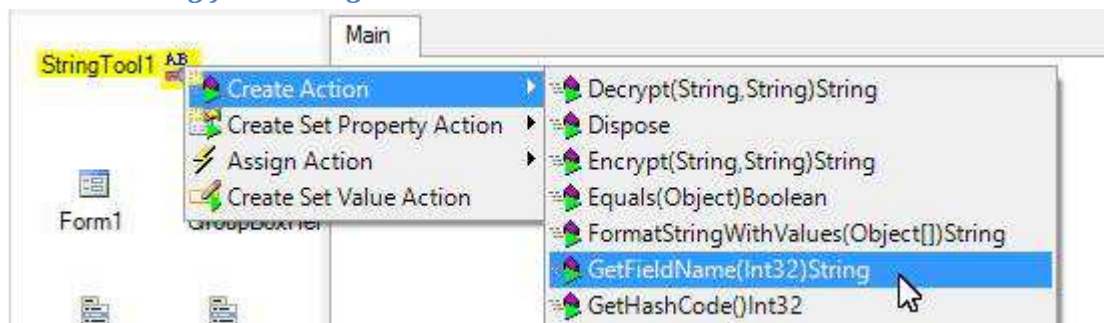 Main
StringTool1
Create Action
Create Set Property Action
Assign Action
Create Set Value Action
Form1
Decrypt(String,String)String
Dispose
Encrypt(String,String)String
Equals(Object)Boolean
FormatStringWithValues(Object[])String
GetFieldName(Int32)String
GetHashCode()Int32